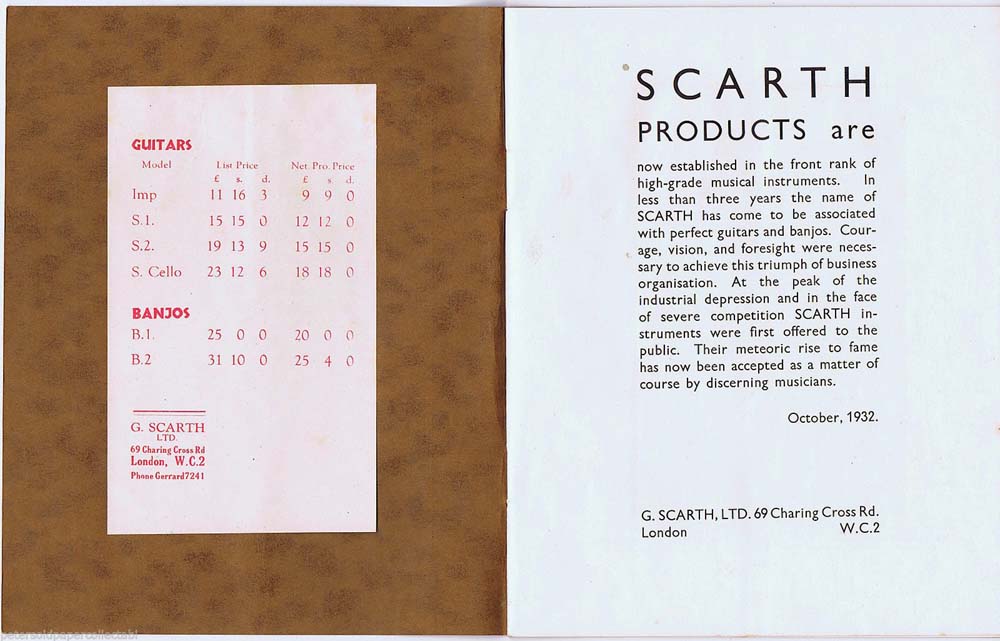 GUITARS
Model List Price Net. Pro. Price
£ s. d. £ s. d.
Imp 11 16 3 9 9 0
S.1. 15 15 0 12 12 0
S.2. 19 13 9 15 15 0
S. Cello 23 12 6 18 18 0
BANJOS
B.1. 25 0 0 20 0 0
B.2 31 10 0 25 4 0
G. SCARTH
LTD.
69 Charing Cross Rd
London, W.C.2
Phone Gerrard7241
SCARTH
PRODUCTS are
now established in the front rank of
high-grade musical instruments. In
less than three years the name of
SCARTH has come to be associated
with perfect guitars and banjos. Cour-
age, vision, and foresight were neces-
sary to achieve this triumph of business
organisation. At the peak of the
industrial depression and in the face
of severe competition SCARTH in-
struments were first offered to the
public. Their meteoric rise to fame
has now been accepted as a matter of
course by discerning musicians.
October, 1932.
G. SCARTH, LTD. 69 Charing Cross Rd.
London W.C.2
petersoldpapercollectabl